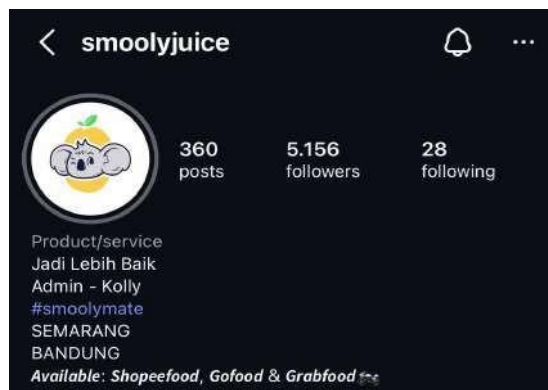 smoolyjuice
360 5.156 28
posts followers following
Product/service
Jadi Lebih Baik
Admin - Kolly
#smoolymate
SEMARANG
BANDUNG
Available: Shopeefood, Gofood & Grabfood🏍️